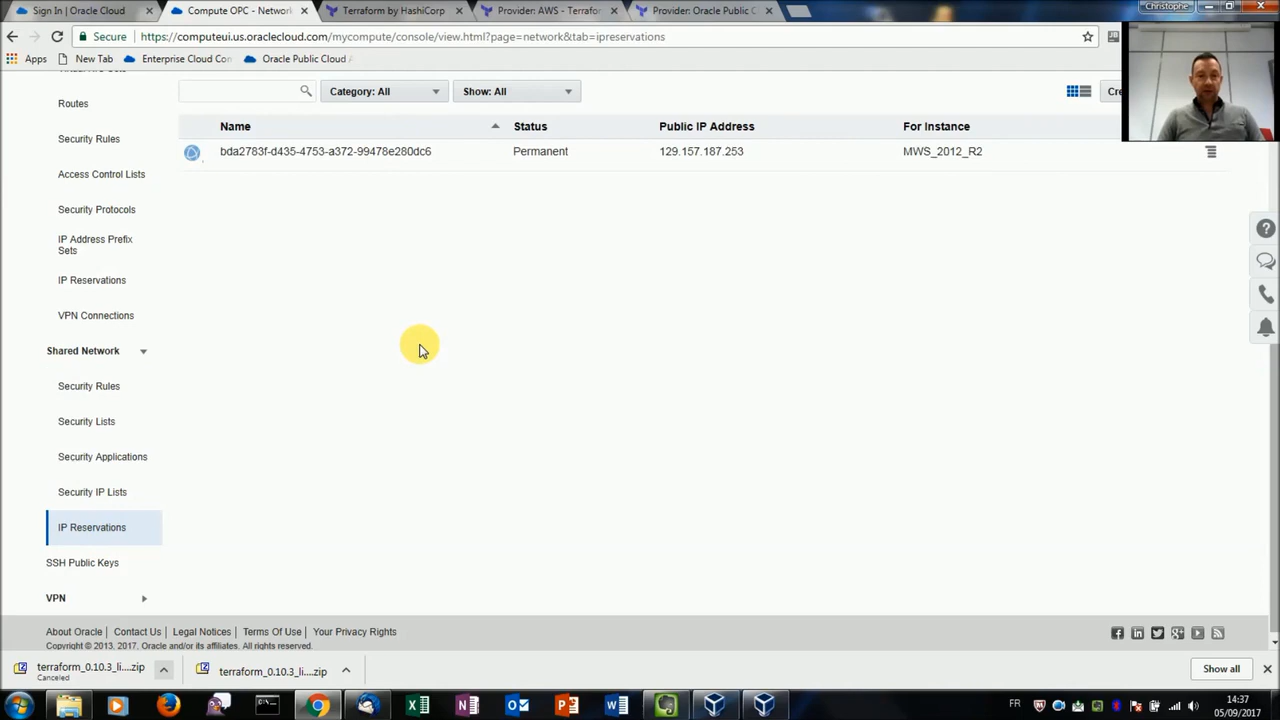 Sign In | Oracle Cloud
Compute OPC - Network
Terraform by HashiCorp
Provider: AWS - Terrafor
Provider: Oracle Public C
Christophe
Secure
https://computeui.us.oraclecloud.com/mycompute/console/view.html?page=network&tab=ipreservations
Apps
New Tab
Enterprise Cloud Con
Oracle Public Cloud
Routes
Security Rules
Access Control Lists
Security Protocols
IP Address Prefix
Sets
IP Reservations
VPN Connections
Shared Network
Security Rules
Security Lists
Security Applications
Security IP Lists
IP Reservations
SSH Public Keys
VPN
Category: All
Show: All
Cre
Name
Status
Public IP Address
For Instance
bda2783f-d435-4753-a372-99478e280dc6
Permanent
129.157.187.253
MWS_2012_R2
About Oracle | Contact Us | Legal Notices | Terms Of Use | Your Privacy Rights
Copyright © 2013, 2017, Oracle and/or its affiliates. All rights reserved.
terraform_0.10.3_li....zip
Canceled
terraform_0.10.3_li....zip
Show all
FR
14:37
05/09/2017